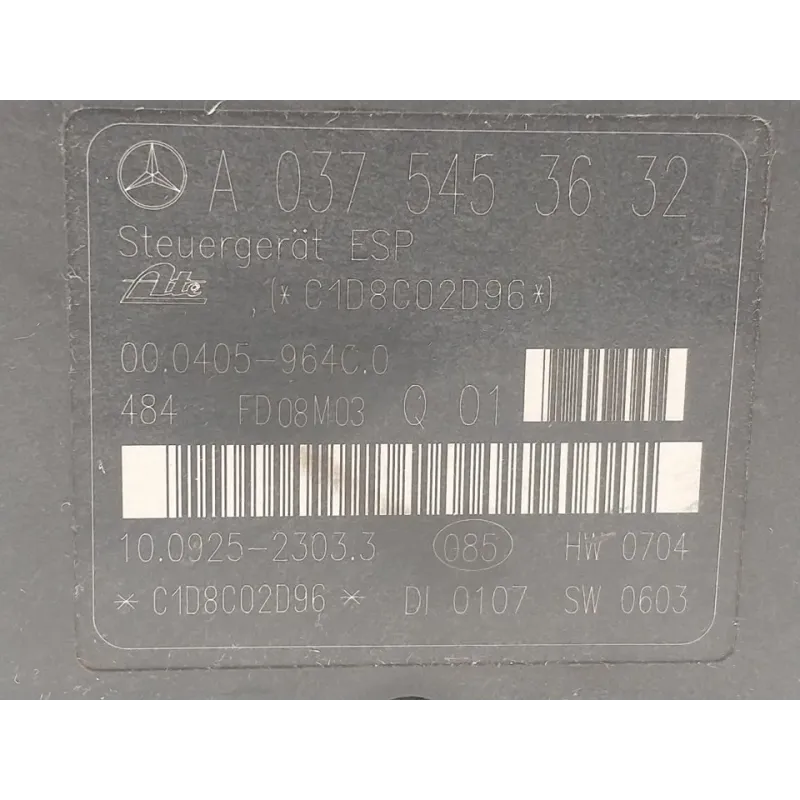 A 037 545 36 32
Steuergerät ESP
Ate (*C1D8C02D96*)
00.0405-964C.0
484 FD08M03 Q 01
10.0925-2303.3 085 HW 0704
*C1D8C02D96* DI 0107 SW 0603